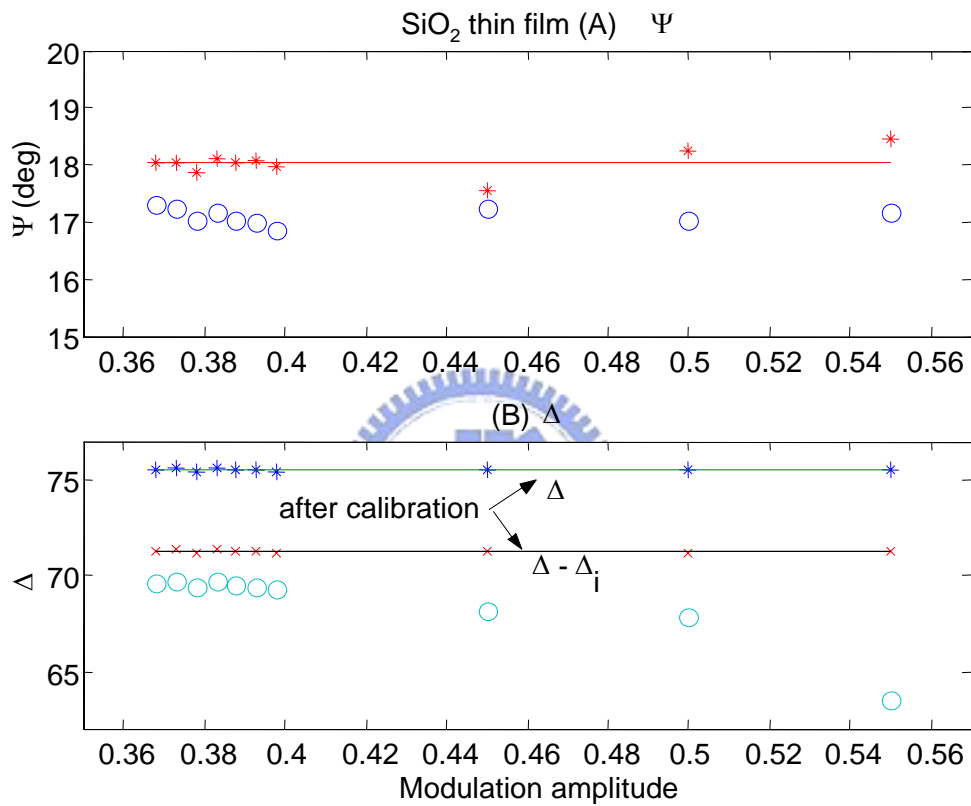 SiO2 thin film (A) Ψ
20
19
18
17
16
15
Ψ (deg)
0.36 0.38 0.4 0.42 0.44 0.46 0.48 0.5 0.52 0.54 0.56
(B) Δ
75
70
65
Δ
after calibration
Δ
Δ - Δi
0.36 0.38 0.4 0.42 0.44 0.46 0.48 0.5 0.52 0.54 0.56
Modulation amplitude